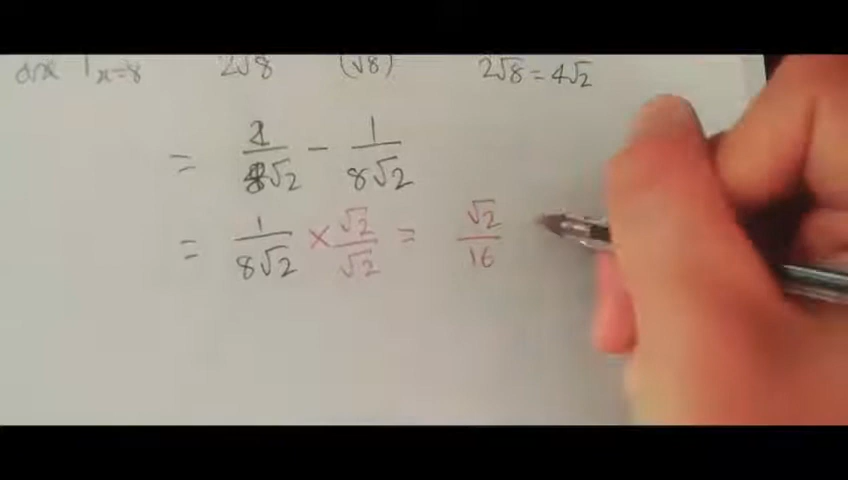 x=8 2√8 (√8) 2√8 = 4√2
= 2/8√2 − 1/8√2
= 1/8√2 × √2/√2 = √2/16